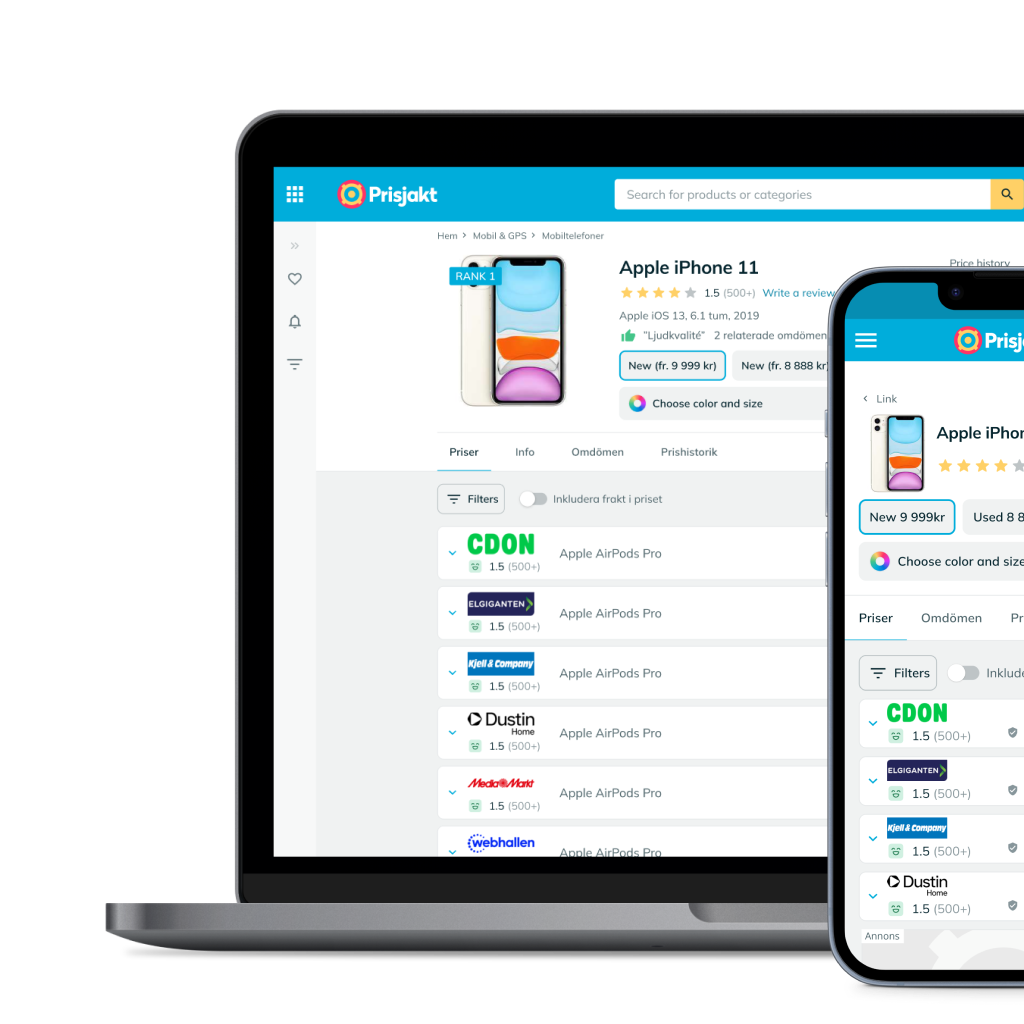 Prisjakt
Search for products or categories
Hem > Mobil & GPS > Mobiltelefoner
RANK 1
Apple iPhone 11
Price history
1.5 (500+) Write a review
Apple iOS 13, 6.1 tum, 2019
"Ljudkvalité" 2 relaterade omdömen
New (fr. 9 999 kr)
New (fr. 8 888 kr)
Choose color and size
Priser
Info
Omdömen
Prishistorik
Filters
Inkludera frakt i priset
CDON
1.5 (500+)
Apple AirPods Pro
ELGIGANTEN
1.5 (500+)
Apple AirPods Pro
Kjell & Company
1.5 (500+)
Apple AirPods Pro
Dustin
Home
1.5 (500+)
Apple AirPods Pro
Media Markt
1.5 (500+)
Apple AirPods Pro
webhallen
Apple AirPods Pro
Prisj
< Link
Apple iPhon
New 9 999kr
Used 8 8
Choose color and size
Priser
Omdömen
Pr
Filters
Inklude
CDON
1.5 (500+)
ELGIGANTEN
1.5 (500+)
Kjell & Company
1.5 (500+)
Dustin
Home
1.5 (500+)
Annons